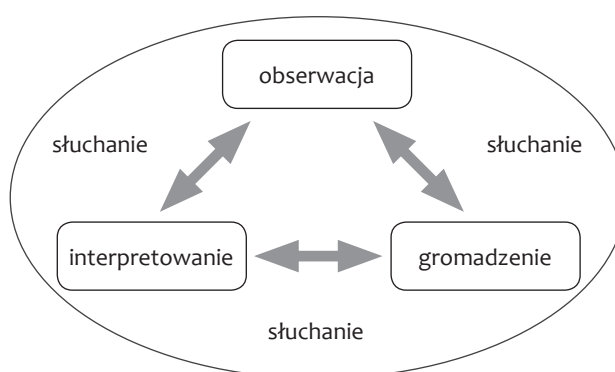 obserwacja
słuchanie
słuchanie
interpretowanie
gromadzenie
słuchanie